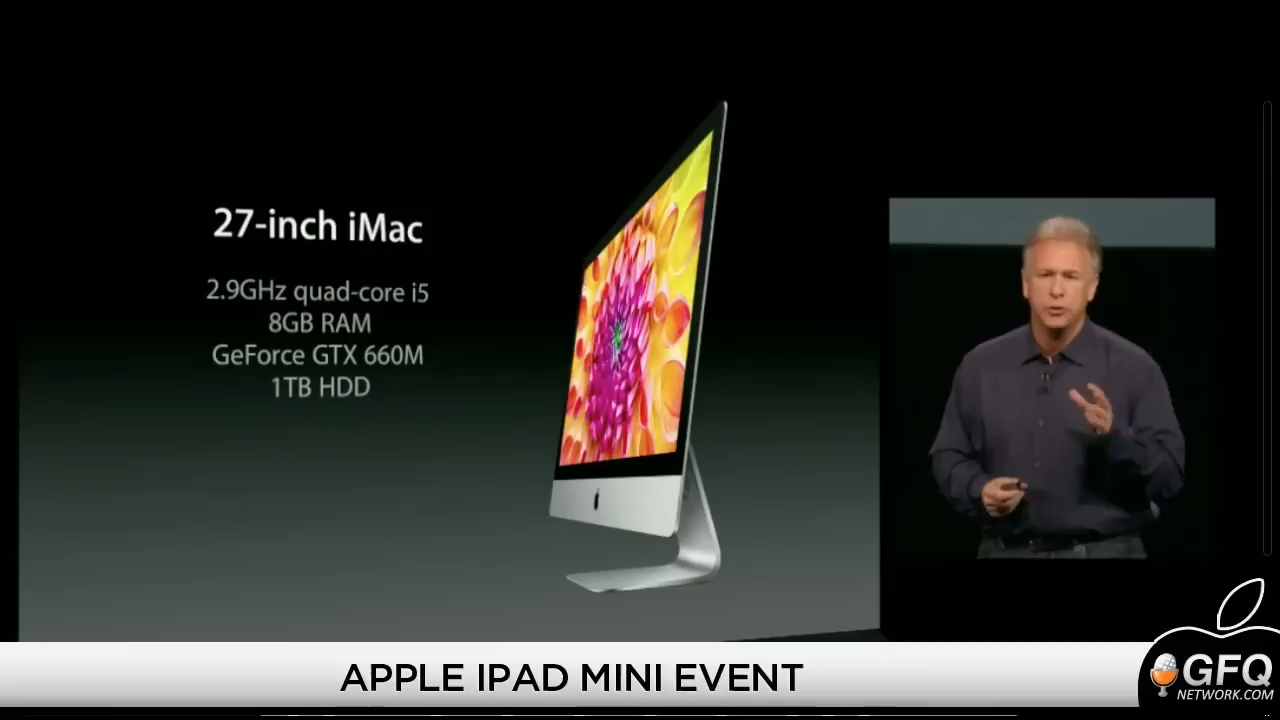 27-inch iMac
2.9GHz quad-core i5
8GB RAM
GeForce GTX 660M
1TB HDD
APPLE IPAD MINI EVENT
GFQ
NETWORK.COM